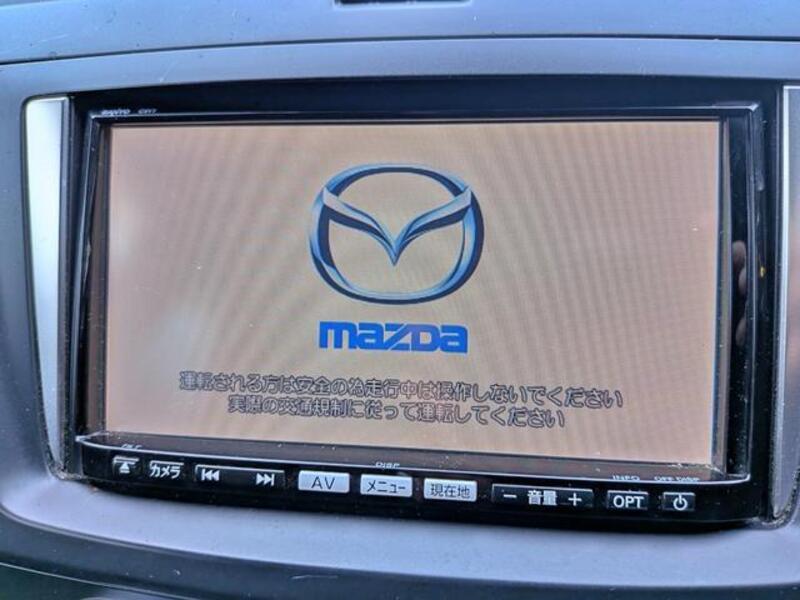 mazda
運転される方は安全の為走行中は操作しないでください
実際の交通規制に従って運転してください
DISP
カメラ
AV
メニュー
現在地
− 音量 +
OPT